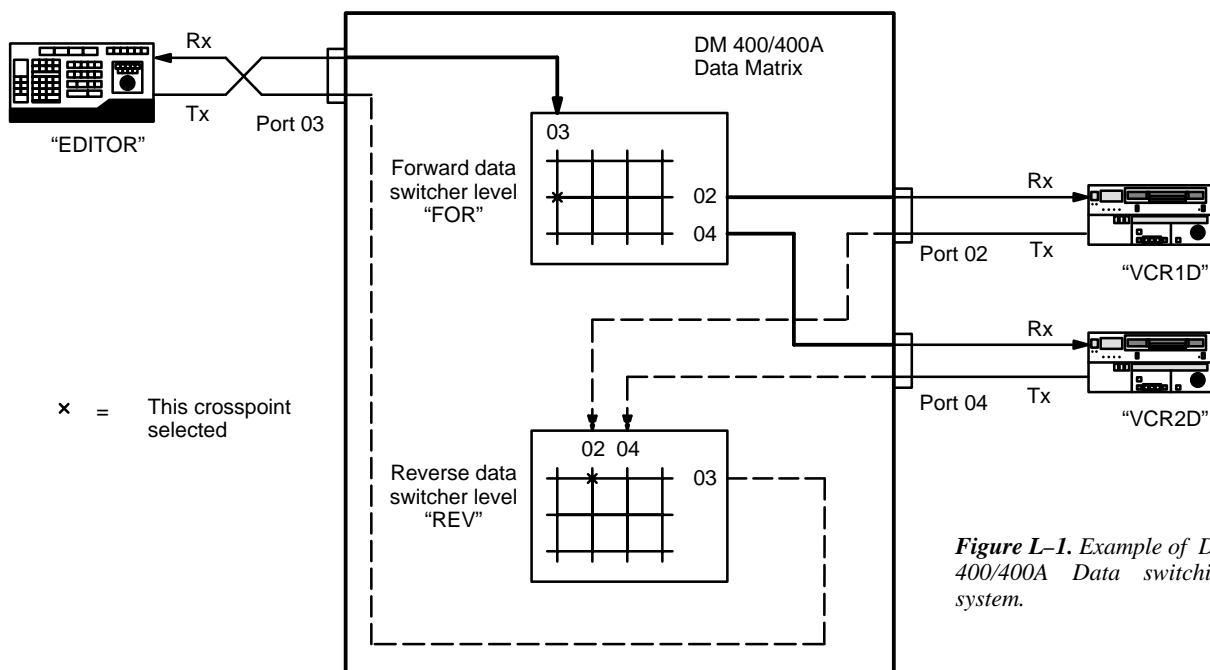 Rx
Tx
Port 03
“EDITOR”
DM 400/400A
Data Matrix
03
Forward data
switcher level
“FOR”
02
04
Rx
Port 02
Tx
“VCR1D”
Rx
Port 04
Tx
“VCR2D”
× = This crosspoint
selected
02 04
Reverse data
switcher level
“REV”
03
Figure L–1. Example of D
400/400A Data switchi
system.